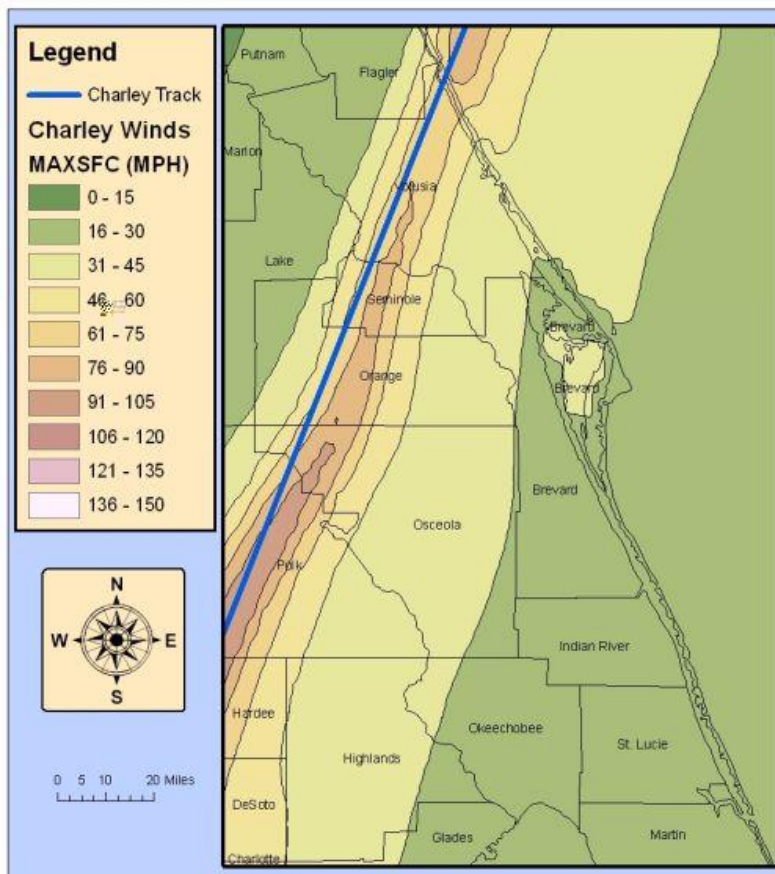 Legend
Charley Track
Charley Winds
MAXSFC (MPH)
0 - 15
16 - 30
31 - 45
46 - 60
61 - 75
76 - 90
91 - 105
106 - 120
121 - 135
136 - 150
N
W E
S
0 5 10 20 Miles
Putnam
Flagler
Marion
Volusia
Lake
Seminole
Brevard
Orange
Brevard
Brevard
Osceola
Polk
Indian River
Hardee
Okeechobee
St. Lucie
Highlands
DeSoto
Glades
Martin
Charlotte